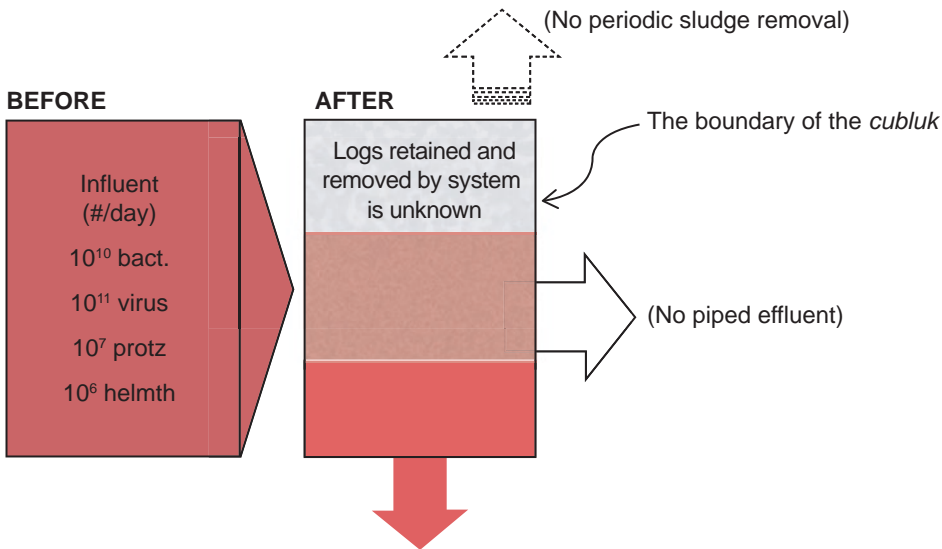 (No periodic sludge removal)
BEFORE
AFTER
The boundary of the cubluk
Logs retained and
removed by system
is unknown
Influent
(#/day)
10¹⁰ bact.
10¹¹ virus
10⁷ protz
10⁶ helmth
(No piped effluent)